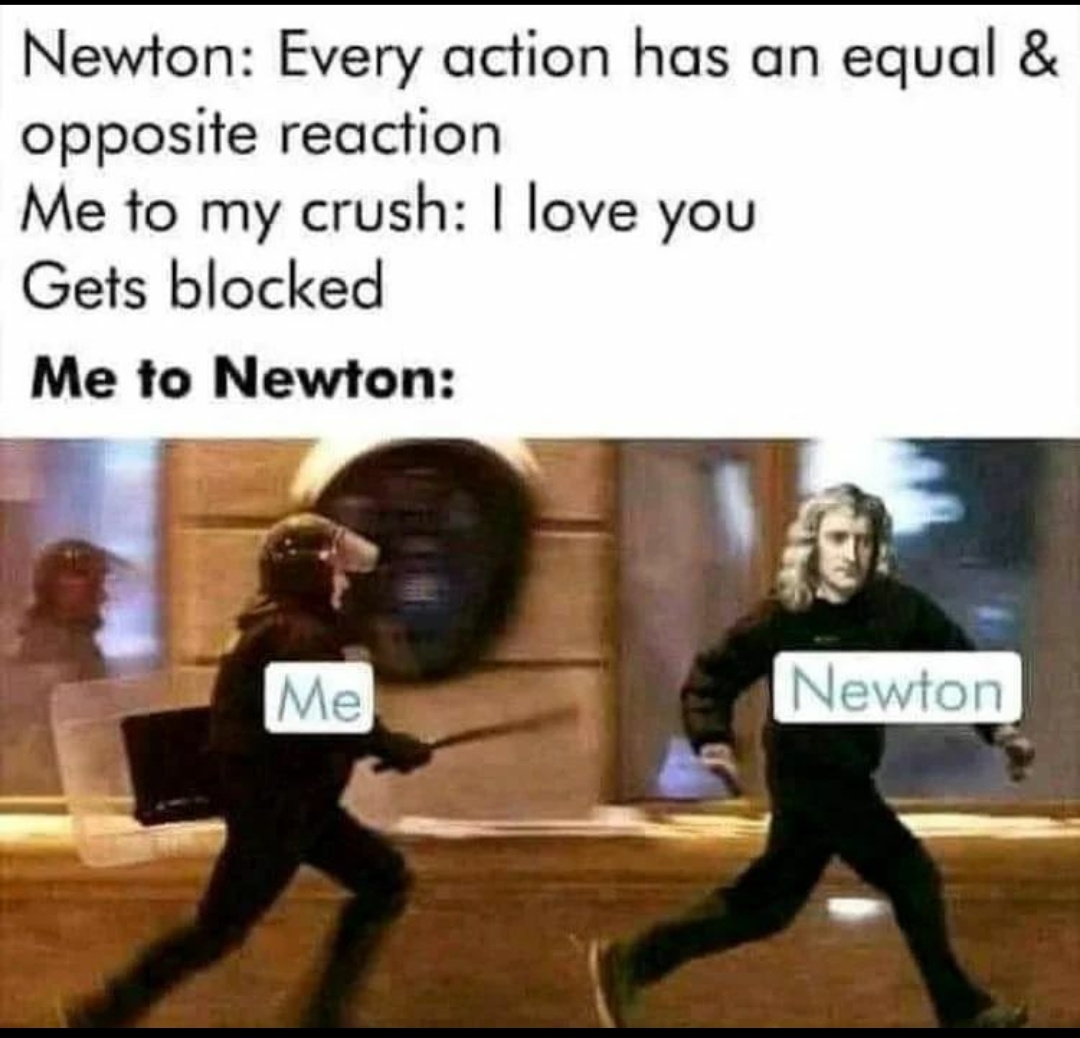 Newton: Every action has an equal &
opposite reaction
Me to my crush: I love you
Gets blocked
Me to Newton:
Me
Newton